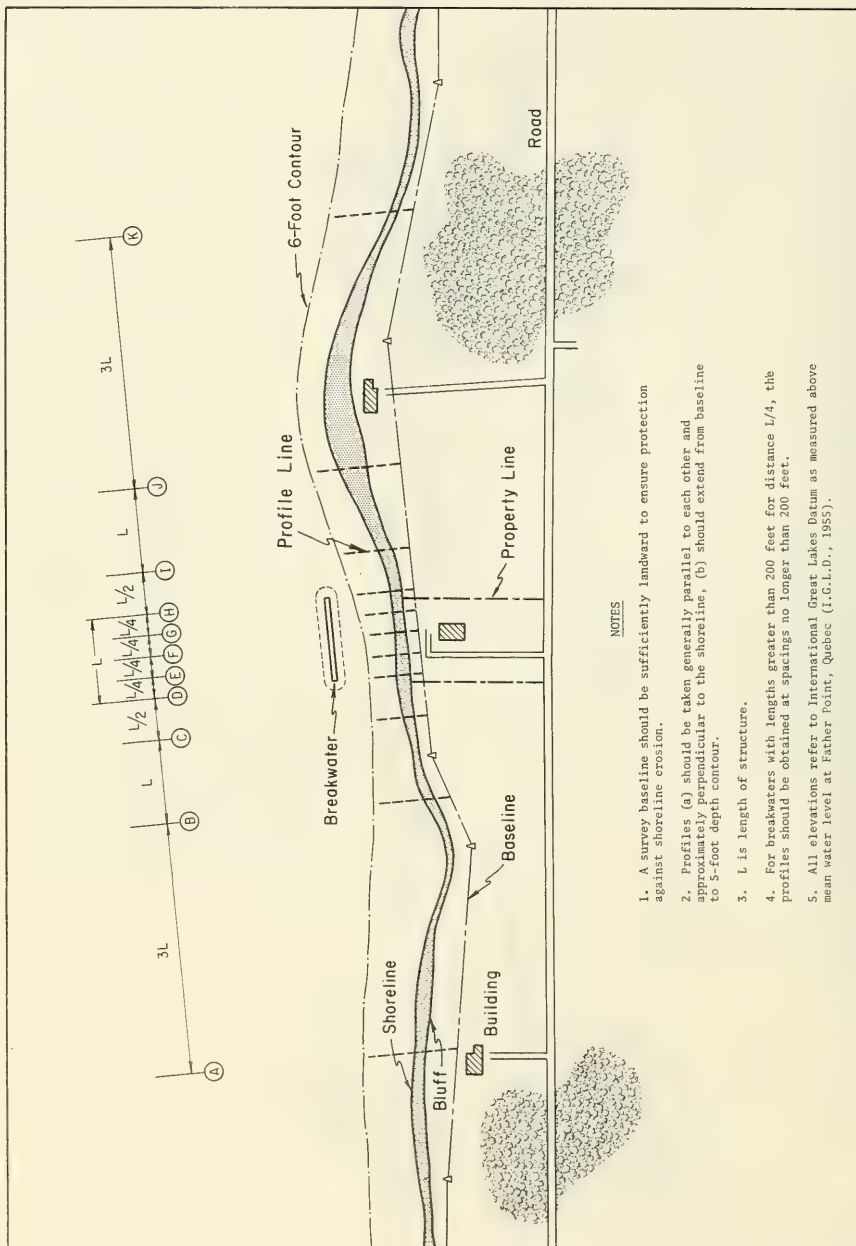 3L
L
L/2
L/4
L/4
L/4
L/4
L
L/2
L
3L
A
B
C
D
E
F
G
H
I
J
K
6-Foot Contour
Profile Line
Breakwater
Shoreline
Bluff
Building
Baseline
Property Line
Road
NOTES
1. A survey baseline should be sufficiently landward to ensure protection
against shoreline erosion.
2. Profiles (a) should be taken generally parallel to each other and
approximately perpendicular to the shoreline, (b) should extend from baseline
to 5-foot depth contour.
3. L is length of structure.
4. For breakwaters with lengths greater than 200 feet for distance L/4, the
profiles should be obtained at spacings no longer than 200 feet.
5. All elevations refer to International Great Lakes Datum as measured above
mean water level at Father Point, Quebec (I.G.L.D., 1955).